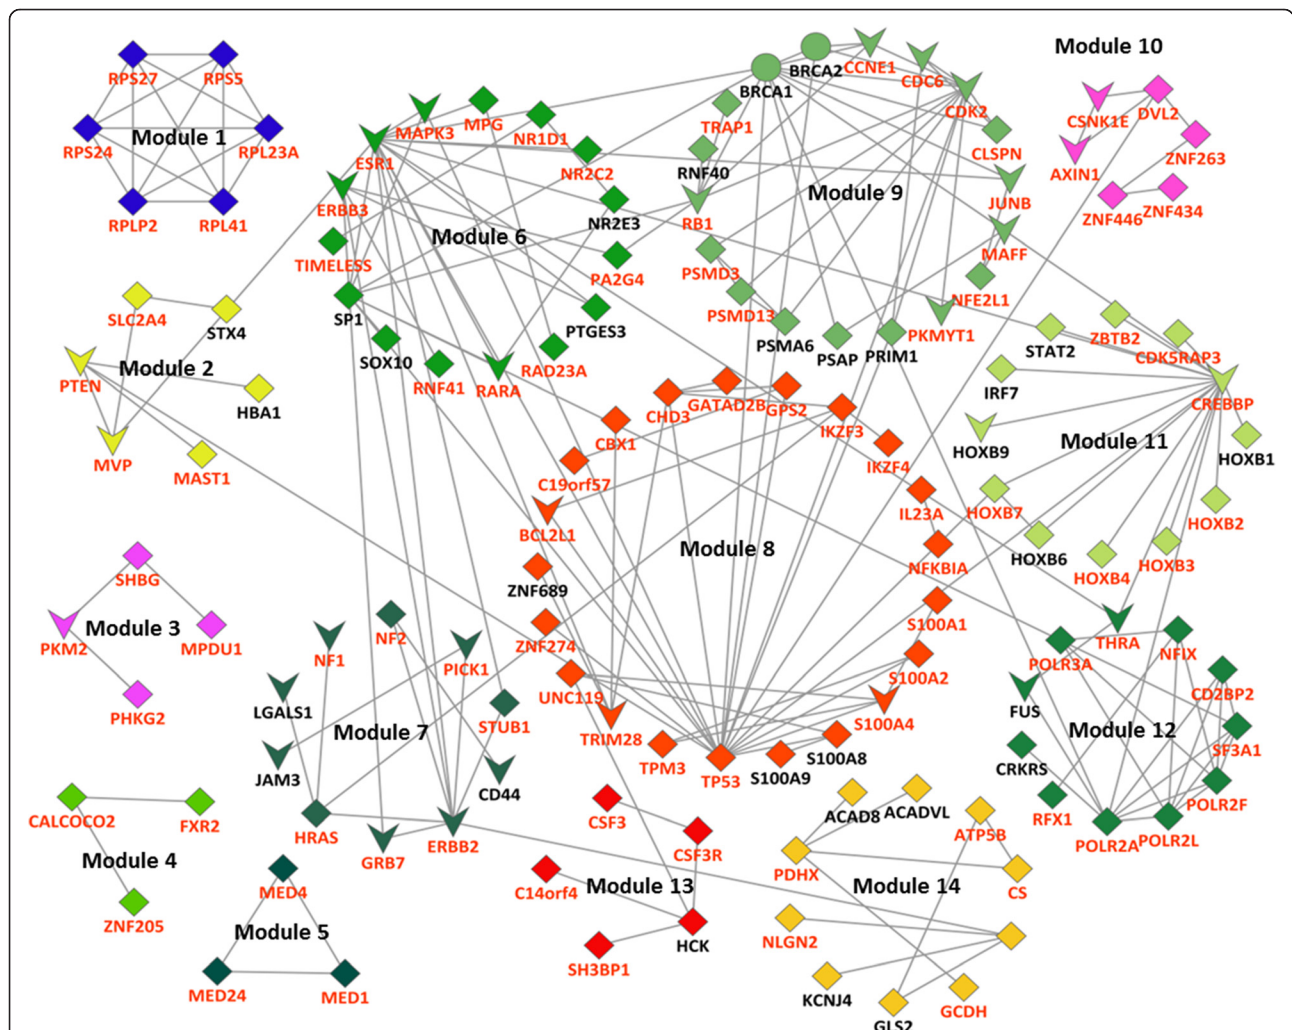 Module 1
RPS27
RPS5
RPS24
RPL23A
RPLP2
RPL41
Module 2
SLC2A4
STX4
PTEN
HBA1
MVP
MAST1
Module 3
SHBG
PKM2
MPDU1
PHKG2
Module 4
CALCOCO2
FXR2
ZNF205
Module 5
MED4
MED24
MED1
Module 6
MAPK3
MPG
NR1D1
ESR1
NR2C2
ERBB3
NR2E3
TIMELESS
PA2G4
SP1
PTGES3
SOX10
RNF41
RARA
RAD23A
Module 7
NF2
NF1
PICK1
LGALS1
STUB1
JAM3
CD44
HRAS
GRB7
ERBB2
Module 8
CHD3
GATAD2B
GPS2
CBX1
IKZF3
IKZF4
C19orf57
IL23A
BCL2L1
NFKBIA
ZNF689
S100A1
ZNF274
S100A2
UNC119
S100A4
TRIM28
TPM3
TP53
S100A9
S100A8
Module 9
BRCA2
BRCA1
CCNE1
CDC6
CDK2
TRAP1
CLSPN
RNF40
JUNB
RB1
MAFF
PSMD3
NFE2L1
PSMD13
PSMA6
PSAP
PRIM1
PKMYT1
Module 10
CSNK1E
DVL2
AXIN1
ZNF263
ZNF446
ZNF434
Module 11
STAT2
ZBTB2
CDK5RAP3
IRF7
CREBBP
HOXB9
HOXB1
HOXB7
HOXB2
HOXB6
HOXB4
HOXB3
Module 12
THRA
POLR3A
NFIX
FUS
CD2BP2
CRKRS
SF3A1
RFX1
POLR2F
POLR2A
POLR2L
Module 13
CSF3
CSF3R
C14orf4
HCK
SH3BP1
Module 14
ACAD8
ACADVL
ATP5B
PDHX
CS
NLGN2
KCNJ4
GLS2
GCDH